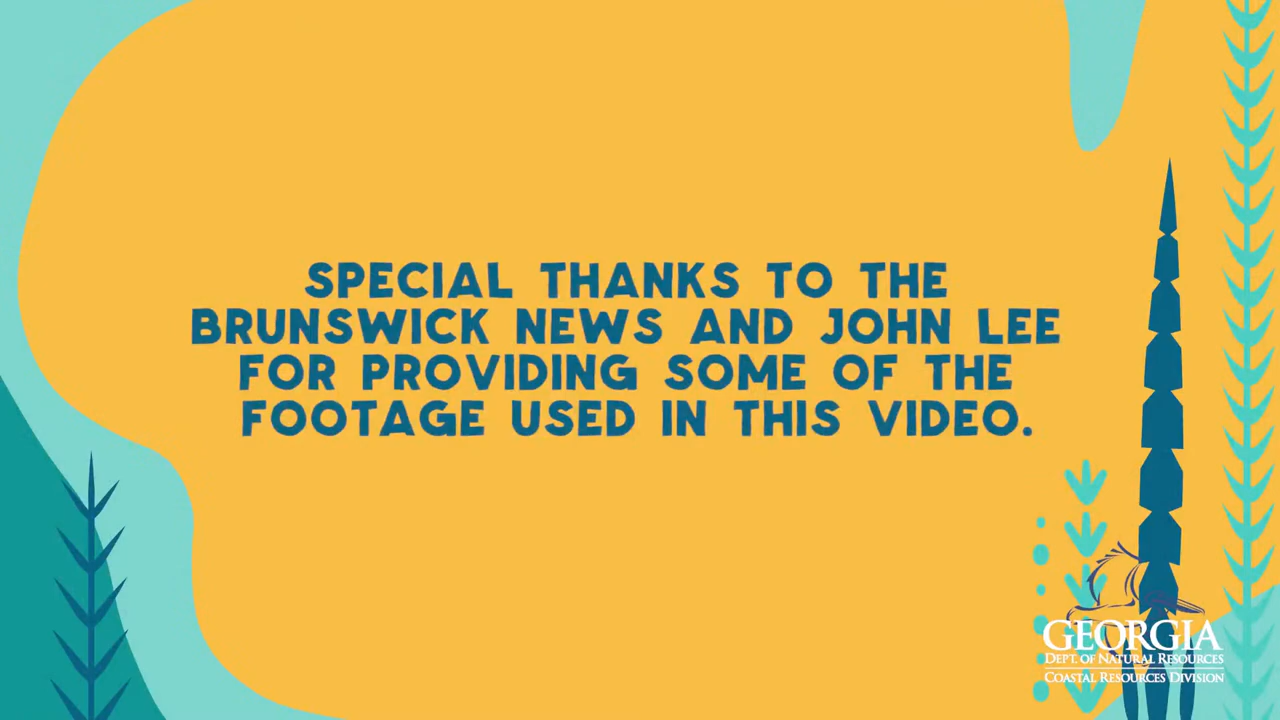 SPECIAL THANKS TO THE
BRUNSWICK NEWS AND JOHN LEE
FOR PROVIDING SOME OF THE
FOOTAGE USED IN THIS VIDEO.
GEORGIA
DEPT. OF NATURAL RESOURCES
COASTAL RESOURCES DIVISION